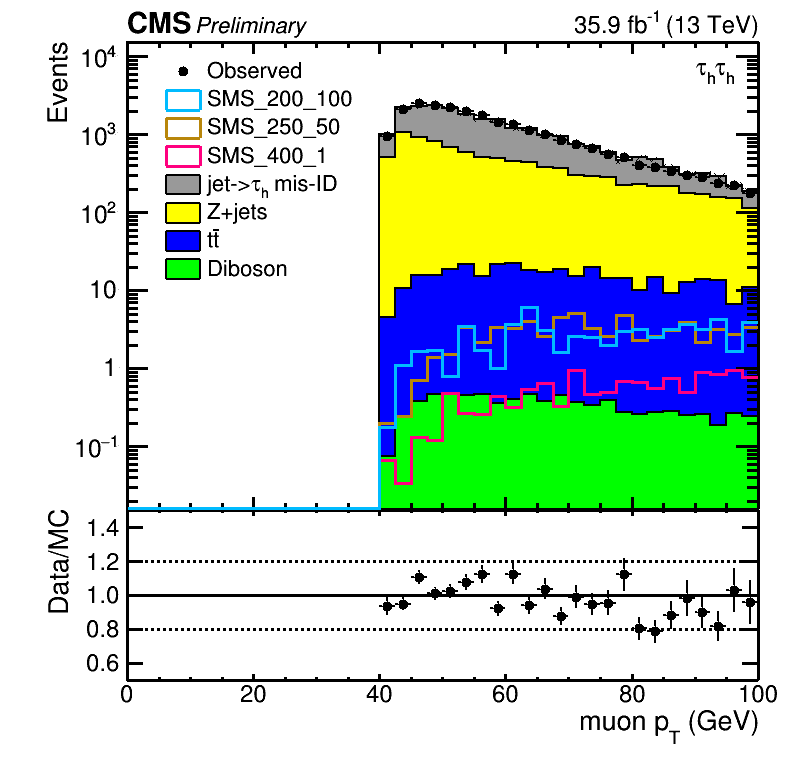 CMS Preliminary 35.9 fb⁻¹ (13 TeV)
Events
10⁴
10³
10²
10
1
10⁻¹
τₕτₕ
Observed
SMS_200_100
SMS_250_50
SMS_400_1
jet->τₕ mis-ID
Z+jets
tt̄
Diboson
Data/MC
1.4
1.2
1.0
0.8
0.6
0 20 40 60 80 100
muon p_T (GeV)